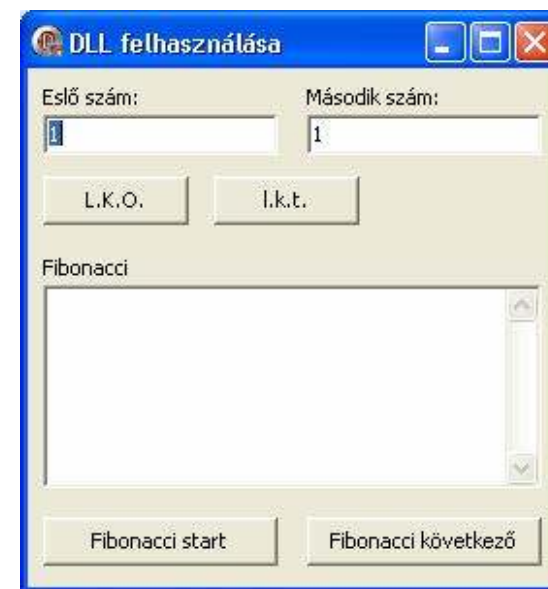 DLL felhasználása
Eslő szám: Második szám:
1 1
L.K.O. l.k.t.
Fibonacci
Fibonacci start Fibonacci következő